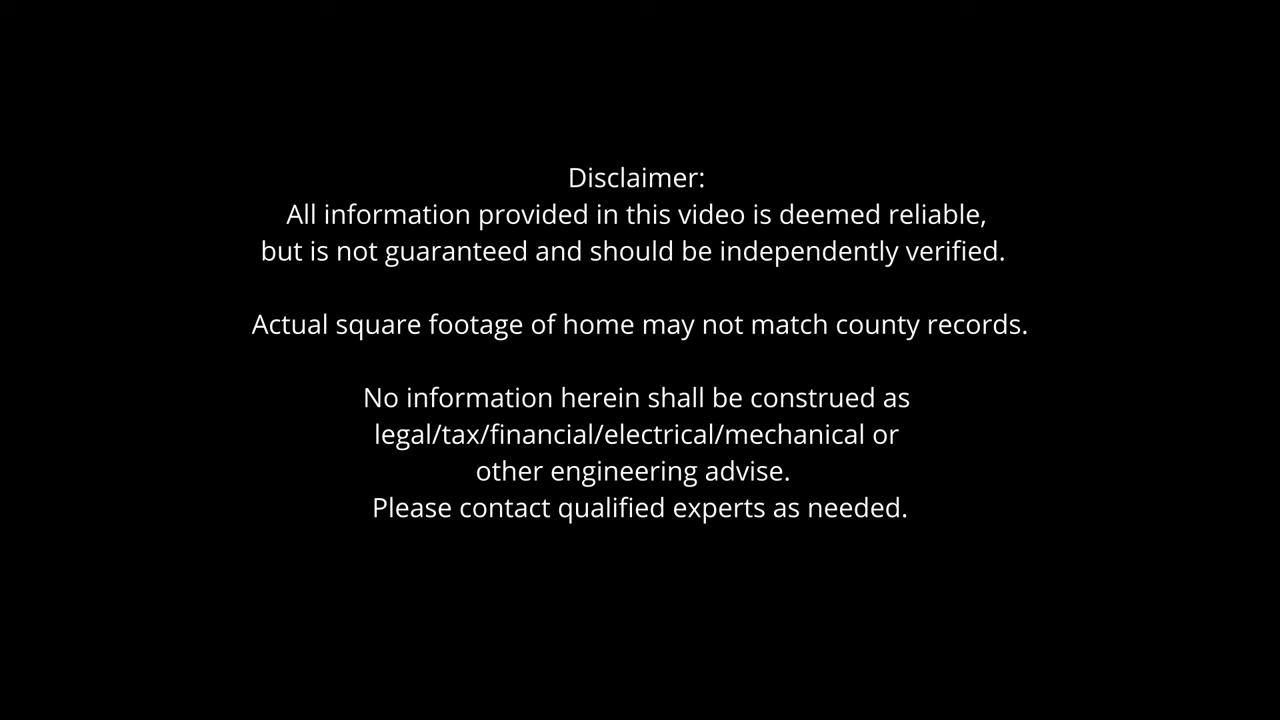 Disclaimer:
All information provided in this video is deemed reliable,
but is not guaranteed and should be independently verified.
Actual square footage of home may not match county records.
No information herein shall be construed as
legal/tax/financial/electrical/mechanical or
other engineering advise.
Please contact qualified experts as needed.